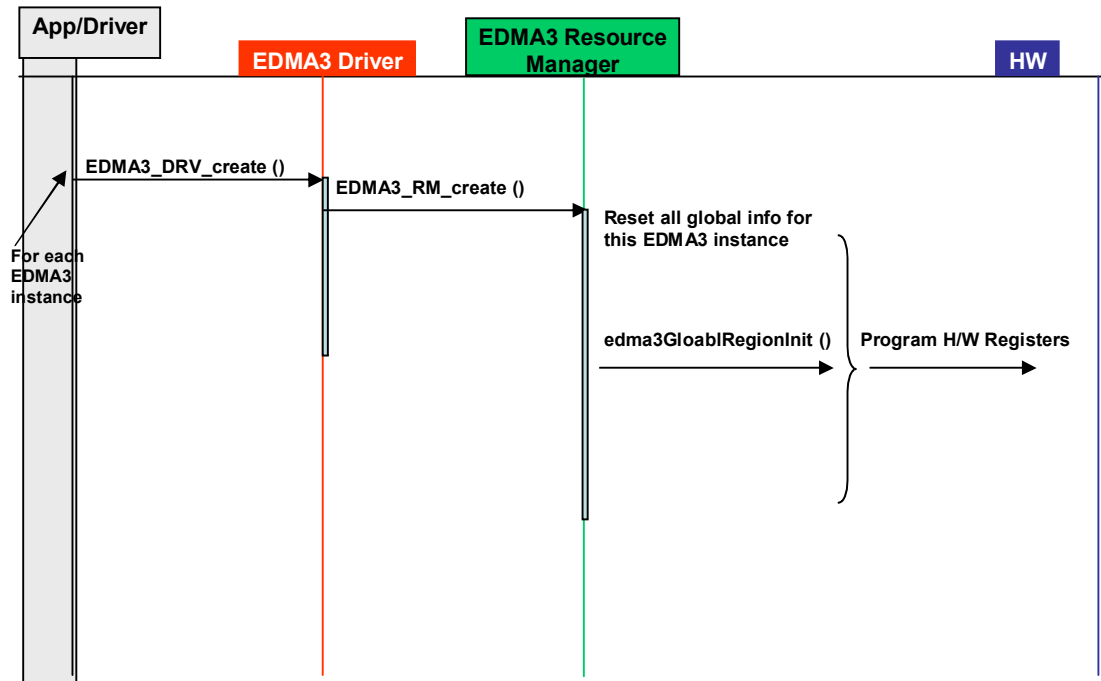 App/Driver
EDMA3 Driver
EDMA3 Resource
Manager
HW
EDMA3_DRV_create ()
EDMA3_RM_create ()
For each
EDMA3
instance
Reset all global info for
this EDMA3 instance
edma3GloablRegionInit ()
Program H/W Registers